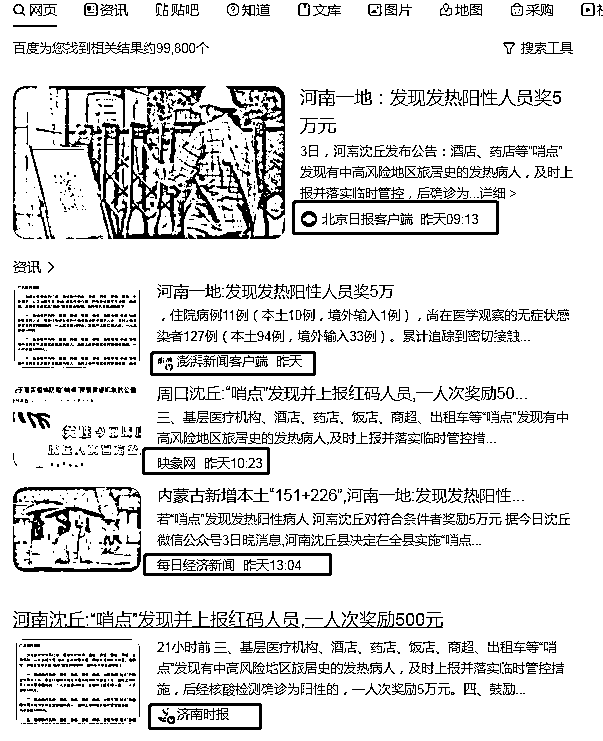 网页 资讯 贴吧 知道 文库 图片 地图 采购
百度为您找到相关结果约99,800个
搜索工具
河南一地：发现发热阳性人员奖5
万元
3日，河南沈丘发布公告：酒店、药店等“哨点”
发现有中高风险地区旅居史的发热病人，及时上
报并落实临时管控，后确诊为...详细 >
北京日报客户端 昨天09:13
资讯 >
河南一地:发现发热阳性人员奖5万
，住院病例11例（本土10例，境外输入1例），尚在医学观察的无症状感
染者127例（本土94例，境外输入33例）。累计追踪到密切接触...
澎湃新闻客户端 昨天
周口沈丘:“哨点”发现并上报红码人员,一人次奖励50...
三、基层医疗机构、酒店、药店、饭店、商超、出租车等“哨点”发现有中
高风险地区旅居史的发热病人,及时上报并落实临时管控措...
映象网 昨天10:23
内蒙古新增本土“151+226”,河南一地:发现发热阳性...
若“哨点”发现发热阳性病人 河南沈丘对符合条件者奖励5万元 据今日沈丘
微信公众号3日晚消息,河南沈丘县决定在全县实施“哨点...
每日经济新闻 昨天13:04
河南沈丘:“哨点”发现并上报红码人员,一人次奖励500元
21小时前 三、基层医疗机构、酒店、药店、饭店、商超、出租车等“哨
点”发现有中高风险地区旅居史的发热病人，及时上报并落实临时管控措
施，后经核酸检测确诊为阳性的，一人次奖励5万元。四、鼓励...
济南时报